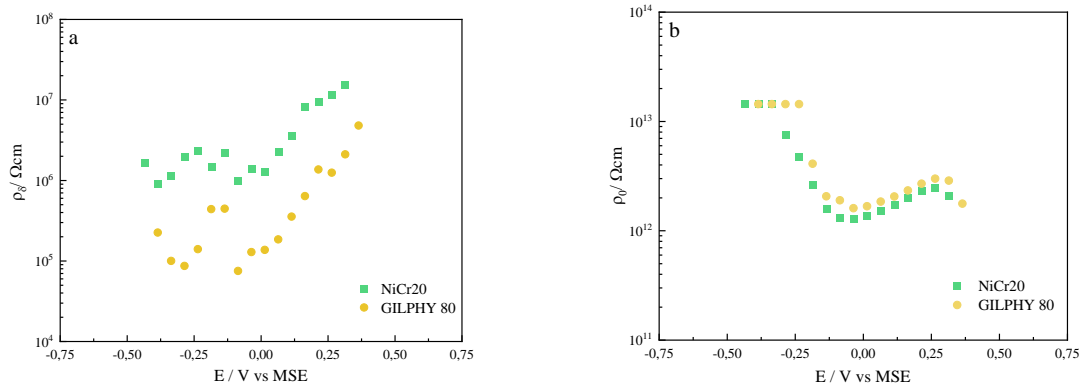 a
10^8
10^7
10^6
10^5
10^4
ρ_δ/ Ωcm
NiCr20
GILPHY 80
-0,75 -0,50 -0,25 0,00 0,25 0,50 0,75
E / V vs MSE
b
10^14
10^13
10^12
10^11
ρ_0/ Ωcm
NiCr20
GILPHY 80
-0,75 -0,50 -0,25 0,00 0,25 0,50 0,75
E / V vs MSE